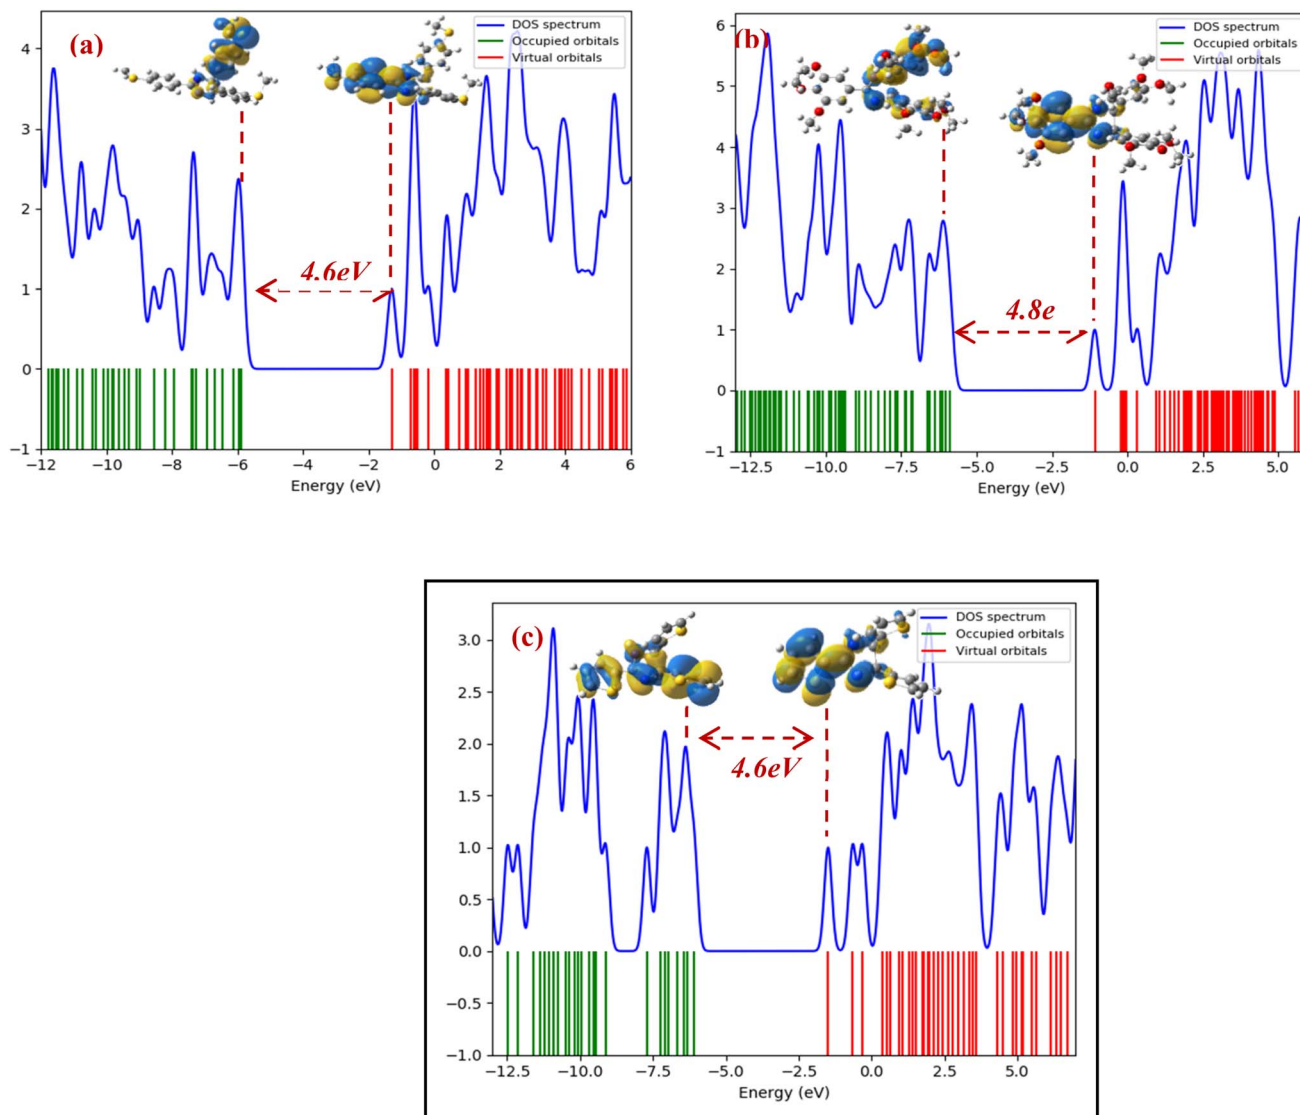 (a)
DOS spectrum
Occupied orbitals
Virtual orbitals
4.6eV
4
3
2
1
0
−1
−12 −10 −8 −6 −4 −2 0 2 4 6
Energy (eV)
(b)
DOS spectrum
Occupied orbitals
Virtual orbitals
4.8e
6
5
4
3
2
1
0
−1
−12.5 −10.0 −7.5 −5.0 −2.5 0.0 2.5 5.0
Energy (eV)
(c)
DOS spectrum
Occupied orbitals
Virtual orbitals
4.6eV
3.0
2.5
2.0
1.5
1.0
0.5
0.0
−0.5
−1.0
−12.5 −10.0 −7.5 −5.0 −2.5 0.0 2.5 5.0
Energy (eV)